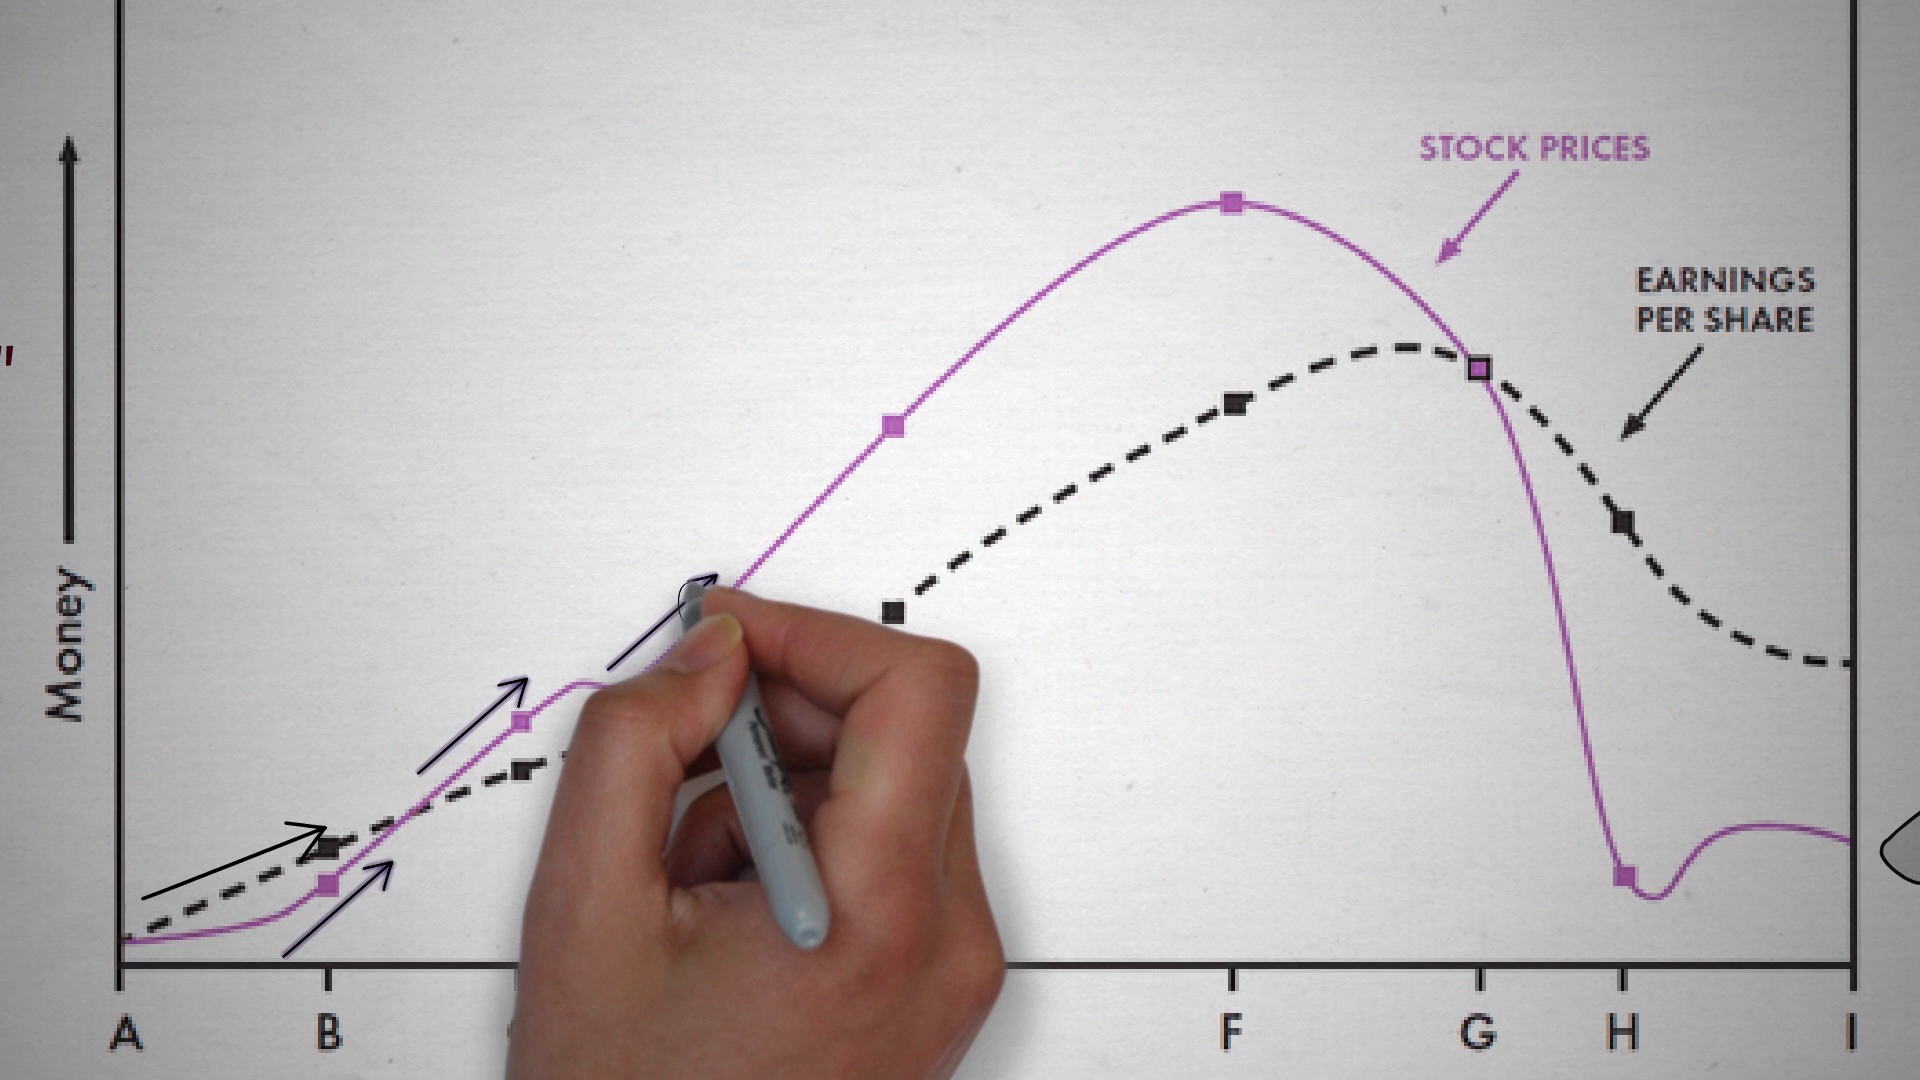 STOCK PRICES
EARNINGS
PER SHARE
"
Money
A B F G H I